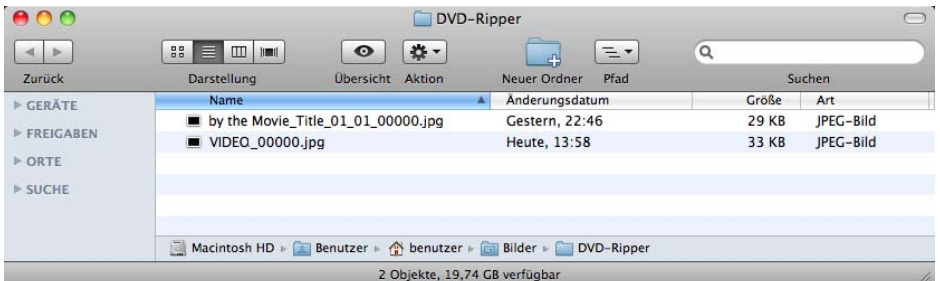 DVD-Ripper
Zurück Darstellung Übersicht Aktion Neuer Ordner Pfad Suchen
GERÄTE
FREIGABEN
ORTE
SUCHE
Name Änderungsdatum Größe Art
by the Movie_Title_01_01_00000.jpg Gestern, 22:46 29 KB JPEG-Bild
VIDEO_00000.jpg Heute, 13:58 33 KB JPEG-Bild
Macintosh HD Benutzer benutzer Bilder DVD-Ripper
2 Objekte, 19,74 GB verfügbar